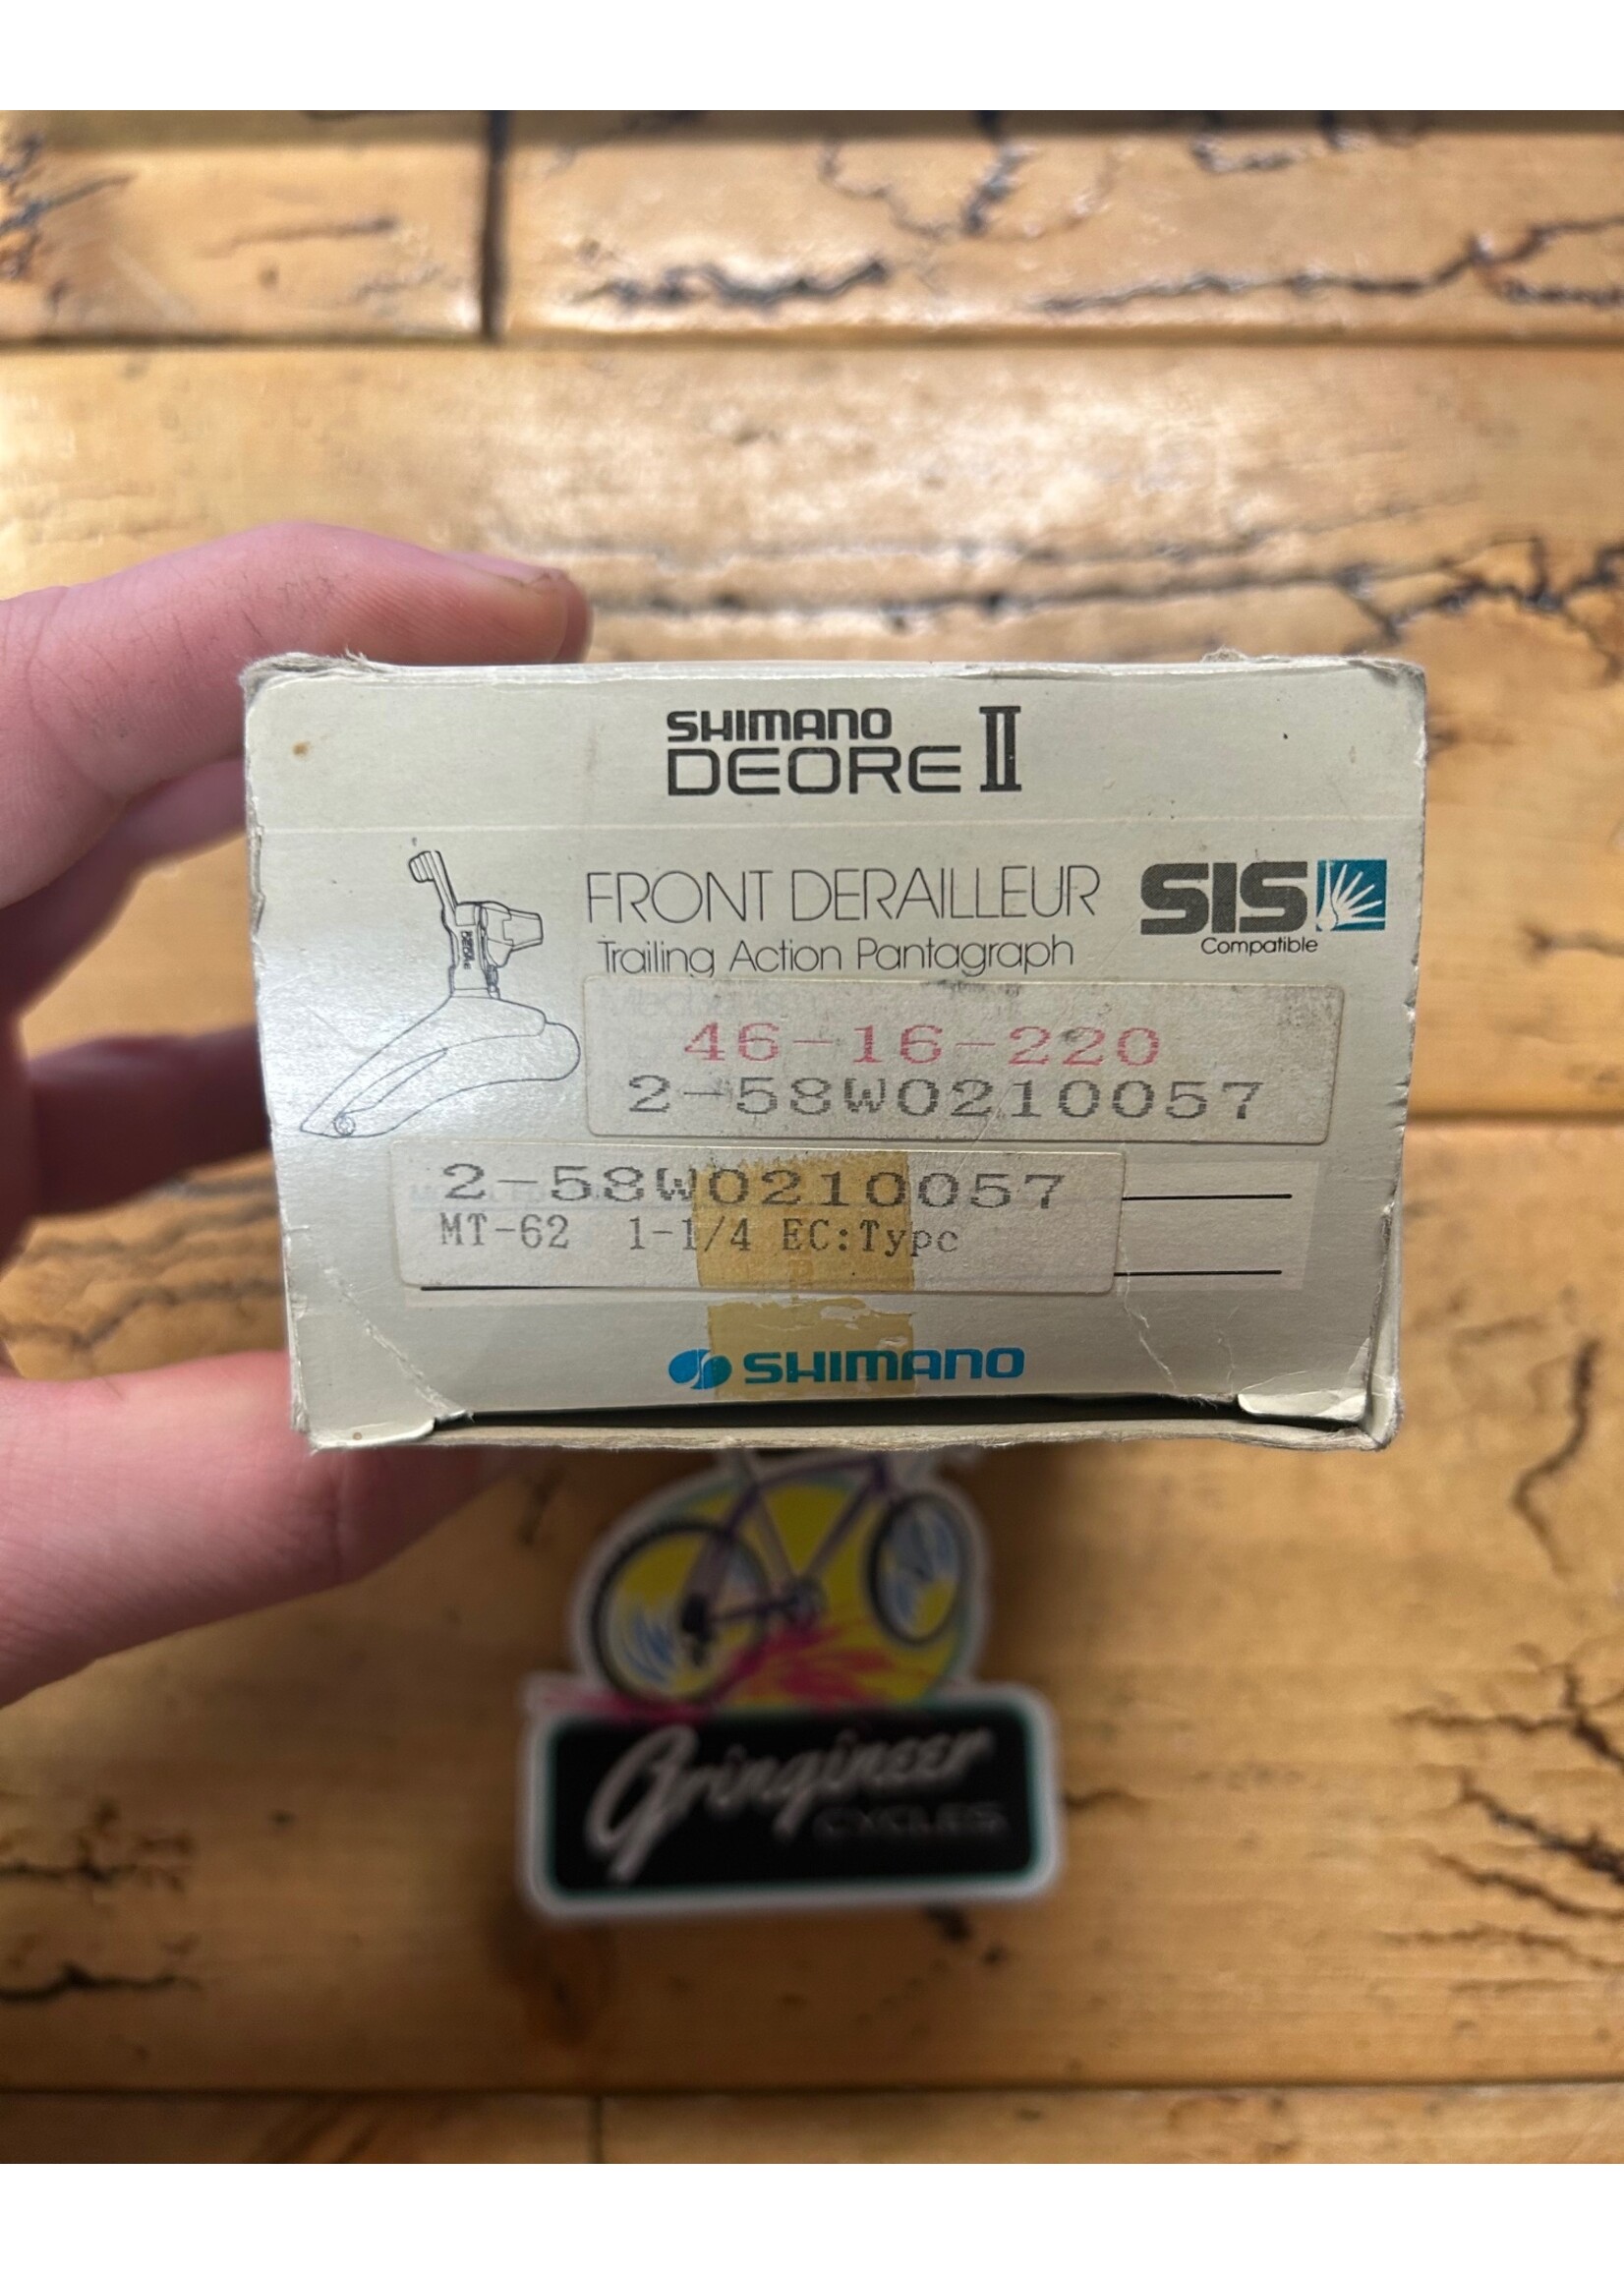 SHIMANO
DEORE II
FRONT DERAILLEUR
Trailing Action Pantagraph
SIS
Compatible
46-16-220
2-58W0210057
2-58W0210057
MT-62 1-1/4 EC:Type
SHIMANO
Gringineer
CYCLES